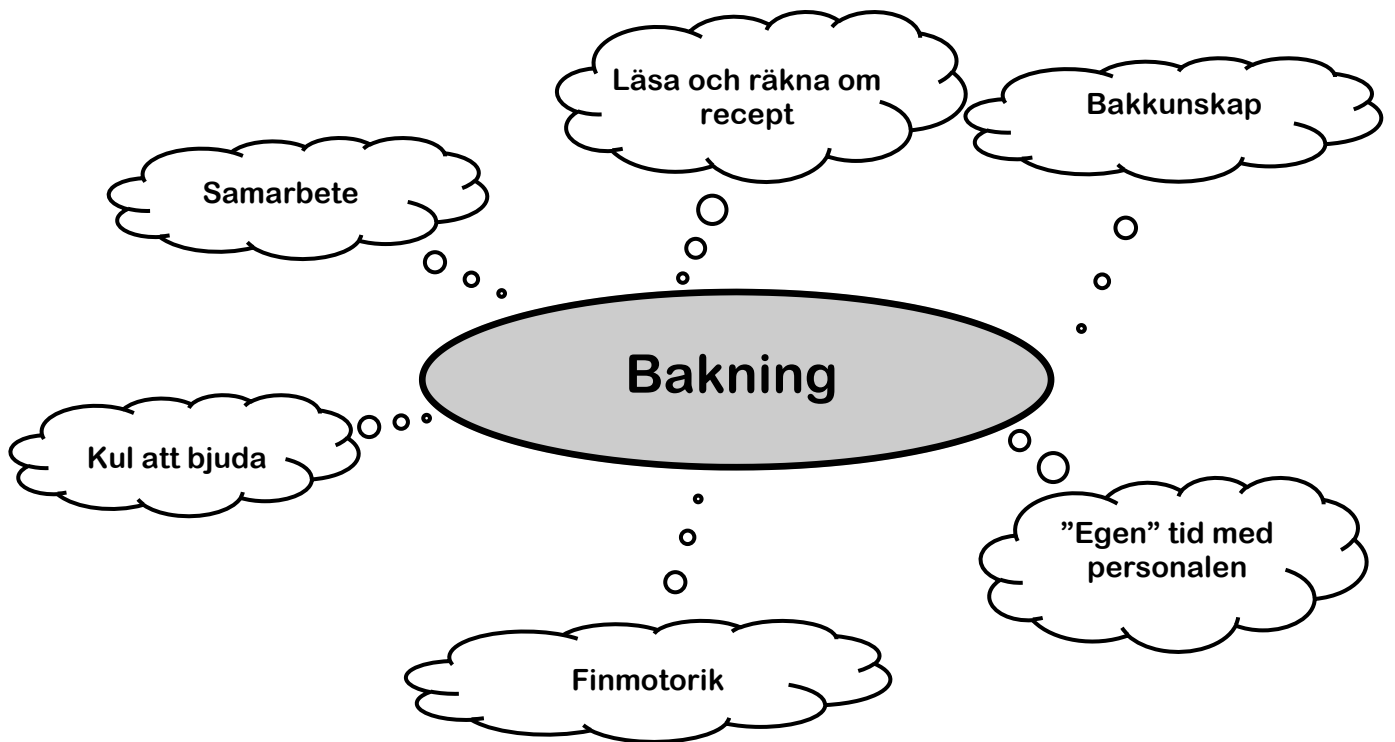 Läsa och räkna om
recept
Bakkunskap
Samarbete
Bakning
Kul att bjuda
”Egen” tid med
personalen
Finmotorik